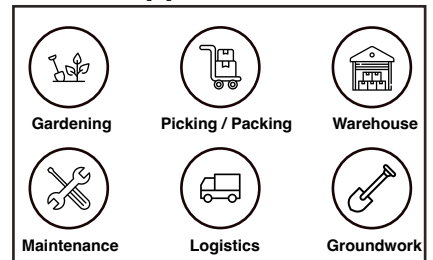 Gardening
Picking / Packing
Warehouse
Maintenance
Logistics
Groundwork